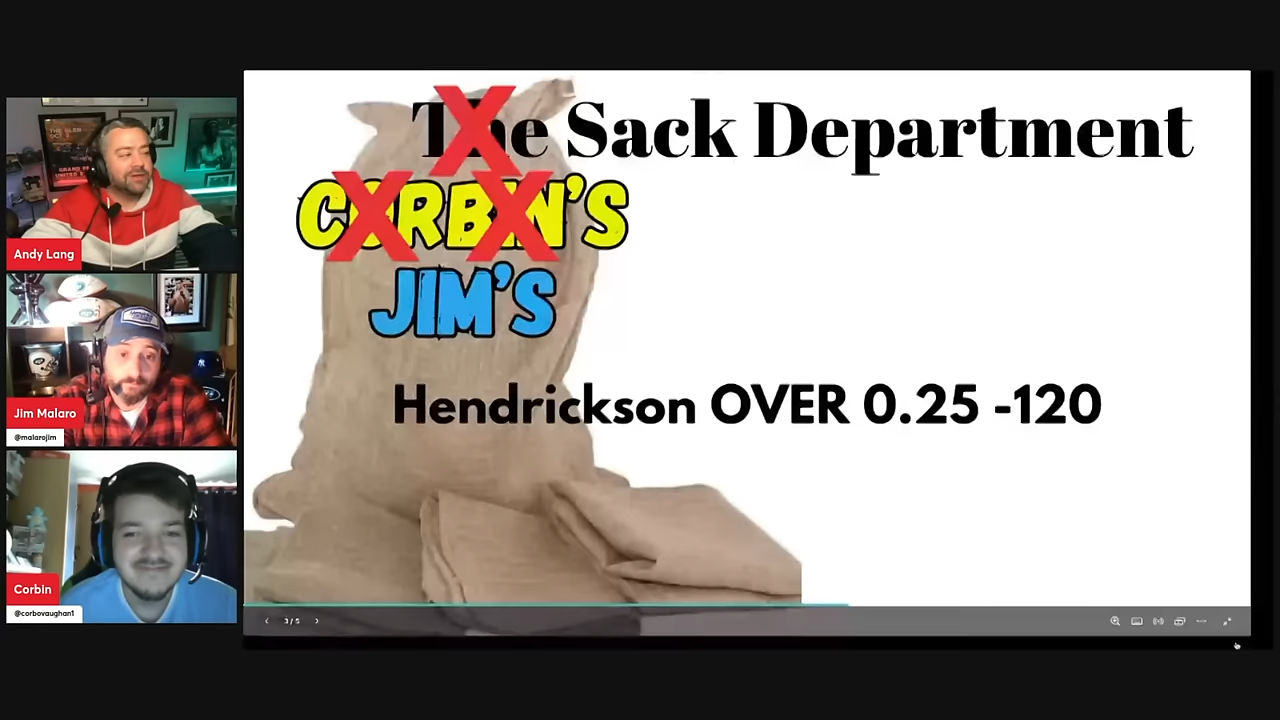 The Sack Department
CORBIN'S
JIM'S
Hendrickson OVER 0.25 -120
Andy Lang
Jim Malaro
@malarojim
Corbin
@corbovaughan1
3 / 5